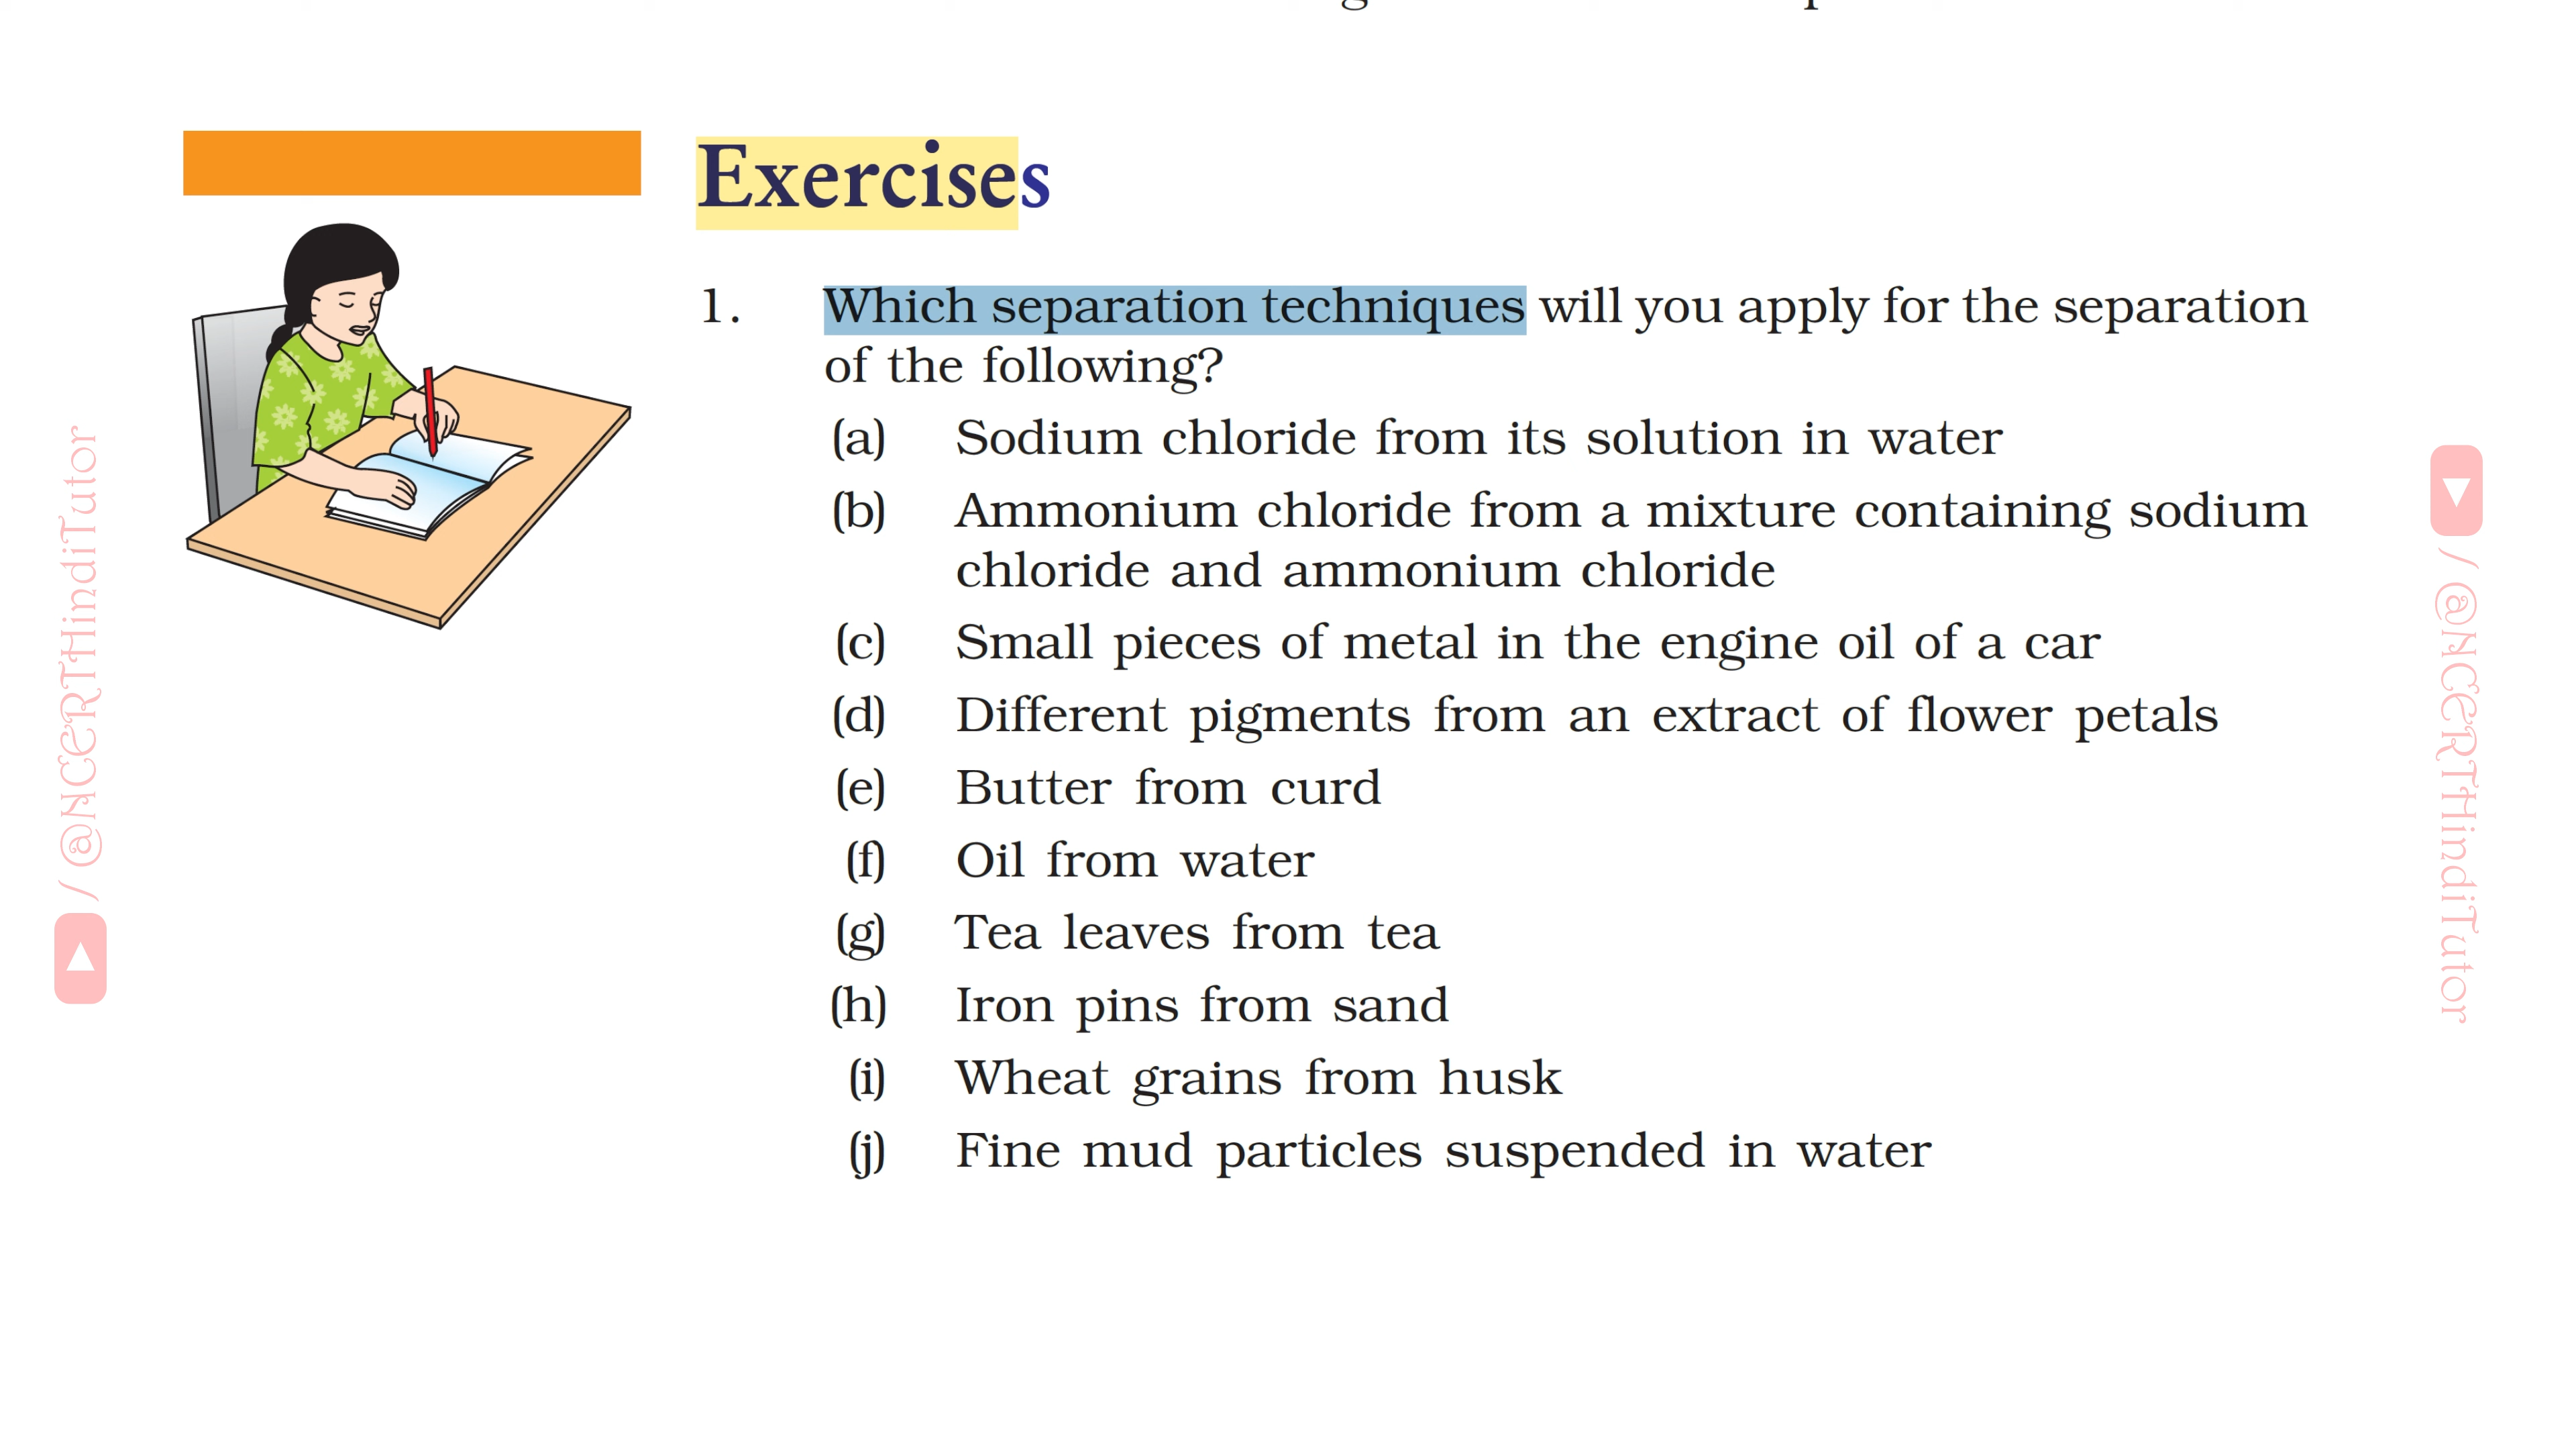 Exercises
1. Which separation techniques will you apply for the separation
of the following?
(a) Sodium chloride from its solution in water
(b) Ammonium chloride from a mixture containing sodium
chloride and ammonium chloride
(c) Small pieces of metal in the engine oil of a car
(d) Different pigments from an extract of flower petals
(e) Butter from curd
(f) Oil from water
(g) Tea leaves from tea
(h) Iron pins from sand
(i) Wheat grains from husk
(j) Fine mud particles suspended in water
/ @NCERTHindiTutor
/ @NCERTHindiTutor